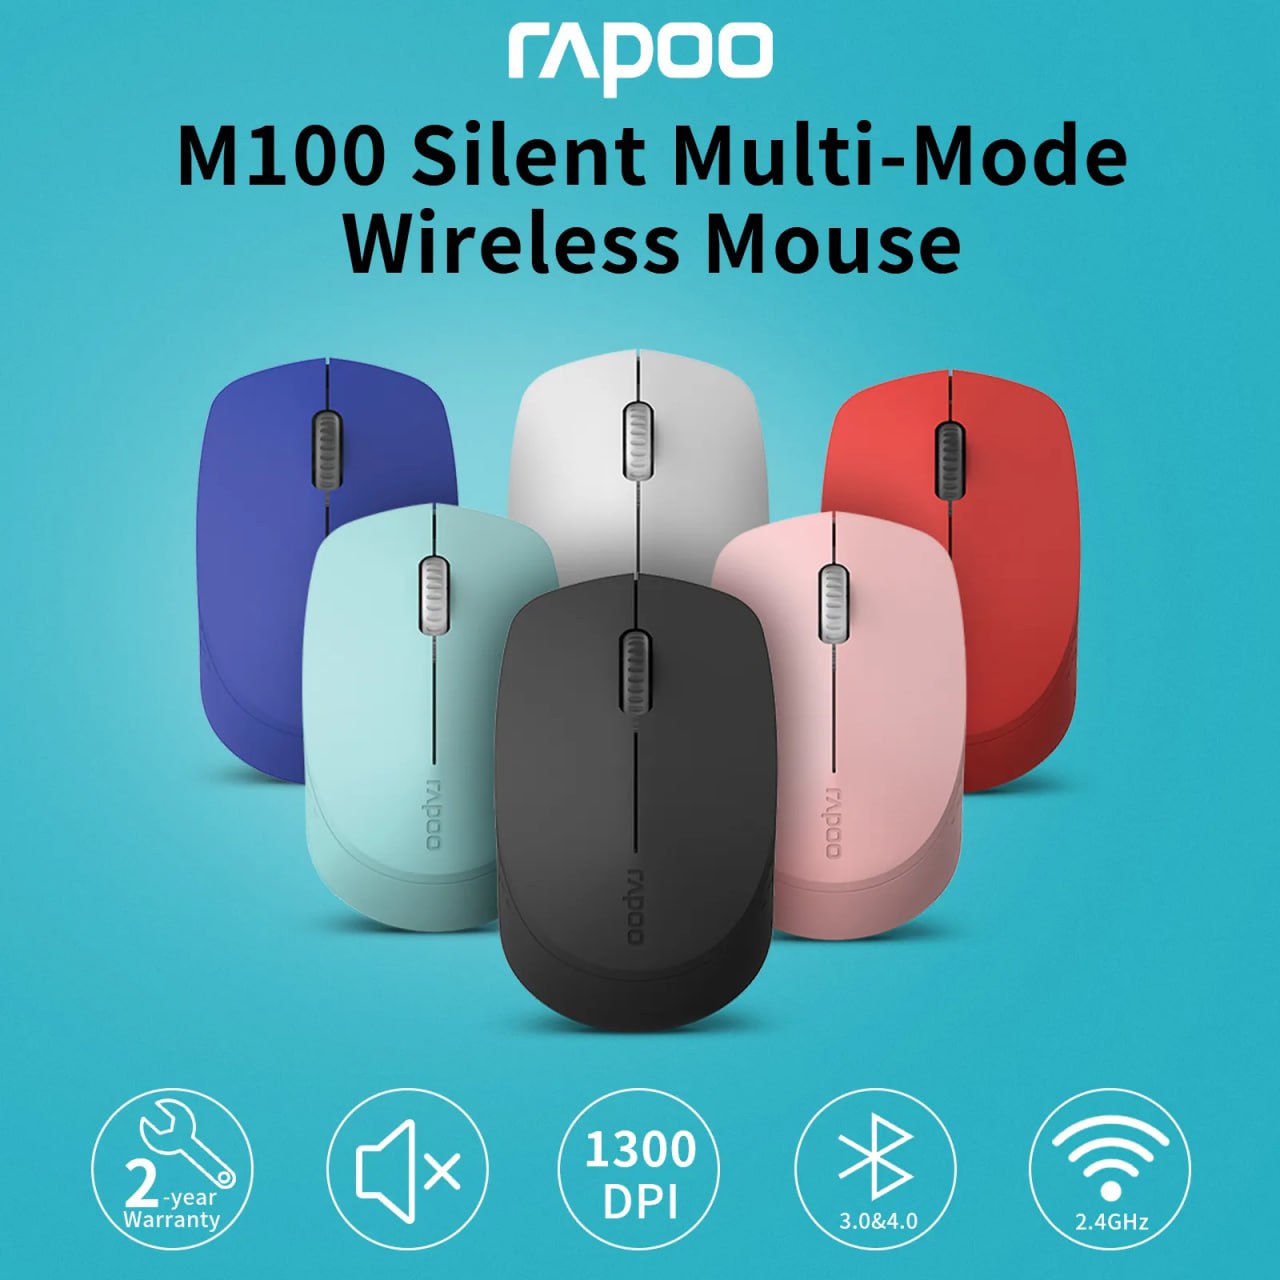 rapoo
M100 Silent Multi-Mode
Wireless Mouse
rapoo
rapoo
rapoo
2-year
Warranty
1300
DPI
3.0&4.0
2.4GHz